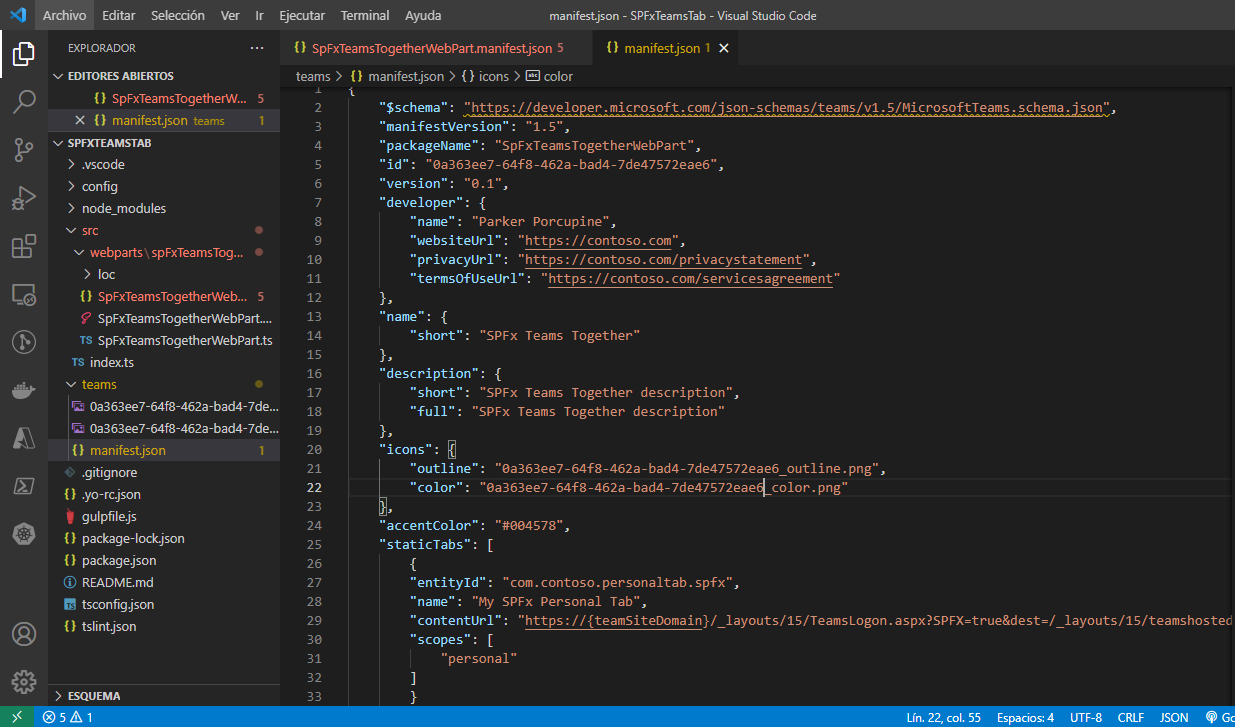 Archivo Editar Selección Ver Ir Ejecutar Terminal Ayuda manifest.json - SPFxTeamsTab - Visual Studio Code
EXPLORADOR ...
EDITORES ABIERTOS
{} SpFxTeamsTogetherW... 5
{} manifest.json teams 1
SPFXTEAMSTAB
.vscode
config
node_modules
src
webparts\spFxTeamsTog...
loc
{} SpFxTeamsTogetherWeb... 5
SpFxTeamsTogetherWebPart....
TS SpFxTeamsTogetherWebPart.ts
TS index.ts
teams
0a363ee7-64f8-462a-bad4-7de...
0a363ee7-64f8-462a-bad4-7de...
{} manifest.json 1
.gitignore
{} .yo-rc.json
gulpfile.js
{} package-lock.json
{} package.json
README.md
TS tsconfig.json
{} tslint.json
ESQUEMA
{} SpFxTeamsTogetherWebPart.manifest.json 5 {} manifest.json 1
teams > {} manifest.json > {} icons > color
1 {
2 "$schema": "https://developer.microsoft.com/json-schemas/teams/v1.5/MicrosoftTeams.schema.json",
3 "manifestVersion": "1.5",
4 "packageName": "SpFxTeamsTogetherWebPart",
5 "id": "0a363ee7-64f8-462a-bad4-7de47572eae6",
6 "version": "0.1",
7 "developer": {
8 "name": "Parker Porcupine",
9 "websiteUrl": "https://contoso.com",
10 "privacyUrl": "https://contoso.com/privacystatement",
11 "termsOfUseUrl": "https://contoso.com/servicesagreement"
12 },
13 "name": {
14 "short": "SPFx Teams Together"
15 },
16 "description": {
17 "short": "SPFx Teams Together description",
18 "full": "SPFx Teams Together description"
19 },
20 "icons": {
21 "outline": "0a363ee7-64f8-462a-bad4-7de47572eae6_outline.png",
22 "color": "0a363ee7-64f8-462a-bad4-7de47572eae6_color.png"
23 },
24 "accentColor": "#004578",
25 "staticTabs": [
26 {
27 "entityId": "com.contoso.personaltab.spfx",
28 "name": "My SPFx Personal Tab",
29 "contentUrl": "https://{teamSiteDomain}/_layouts/15/TeamsLogon.aspx?SPFX=true&dest=/_layouts/15/teamshosted
30 "scopes": [
31 "personal"
32 ]
33 }
5 1 Lín. 22, col. 55 Espacios: 4 UTF-8 CRLF JSON Go